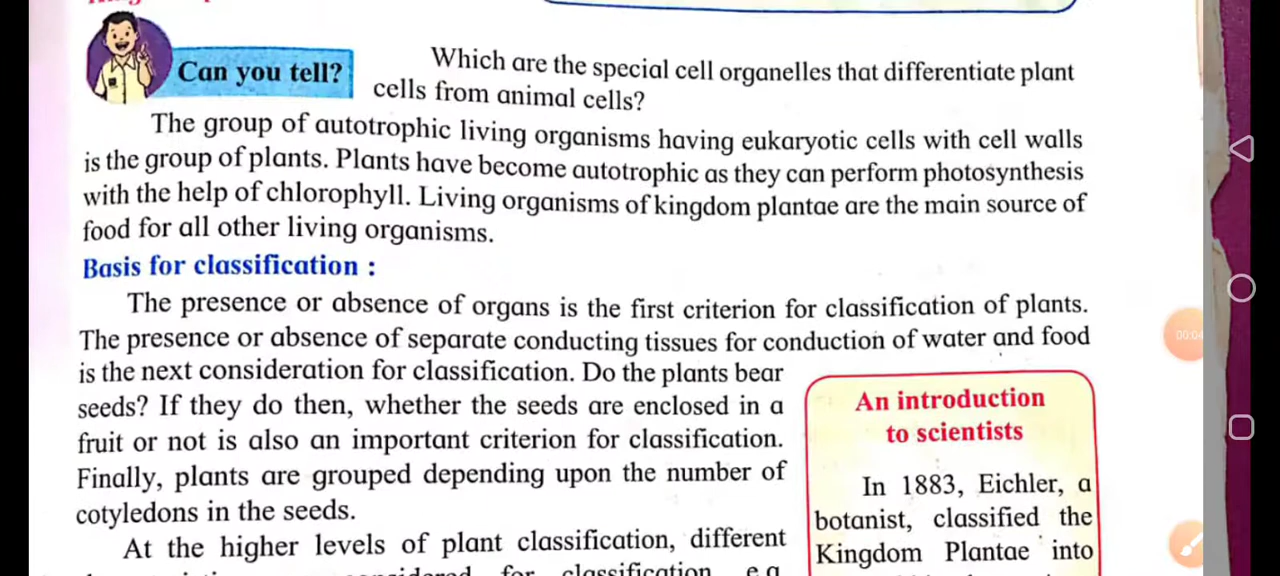 Can you tell?
Which are the special cell organelles that differentiate plant
cells from animal cells?
The group of autotrophic living organisms having eukaryotic cells with cell walls
is the group of plants. Plants have become autotrophic as they can perform photosynthesis
with the help of chlorophyll. Living organisms of kingdom plantae are the main source of
food for all other living organisms.
Basis for classification :
The presence or absence of organs is the first criterion for classification of plants.
The presence or absence of separate conducting tissues for conduction of water and food
is the next consideration for classification. Do the plants bear
seeds? If they do then, whether the seeds are enclosed in a
fruit or not is also an important criterion for classification.
Finally, plants are grouped depending upon the number of
cotyledons in the seeds.
At the higher levels of plant classification, different
for classification e.g.
An introduction
to scientists
In 1883, Eichler, a
botanist, classified the
Kingdom Plantae into
00:04